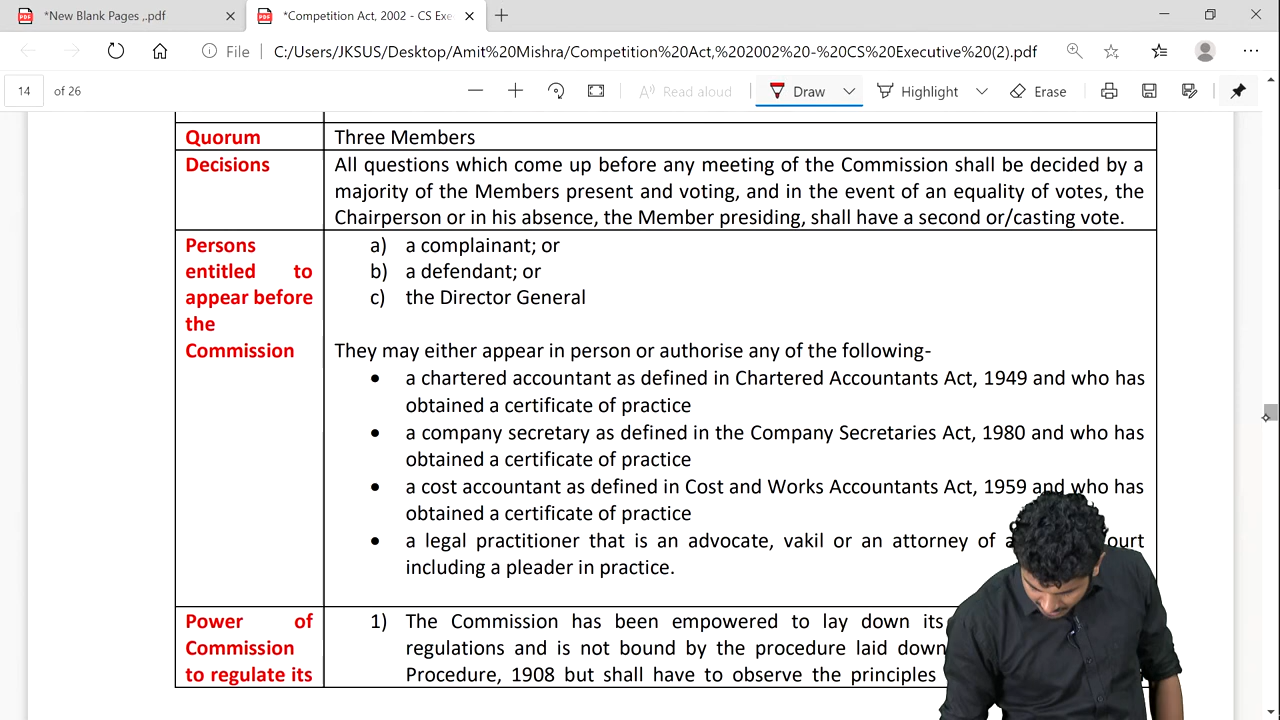 *New Blank Pages ,.pdf
*Competition Act, 2002 - CS Exe
File
C:/Users/JKSUS/Desktop/Amit%20Mishra/Competition%20Act,%202002%20-%20CS%20Executive%20(2).pdf
14 of 26
Read aloud
Draw
Highlight
Erase
Quorum
Three Members
Decisions
All questions which come up before any meeting of the Commission shall be decided by a
majority of the Members present and voting, and in the event of an equality of votes, the
Chairperson or in his absence, the Member presiding, shall have a second or/casting vote.
Persons
entitled to
appear before
the
Commission
a) a complainant; or
b) a defendant; or
c) the Director General
They may either appear in person or authorise any of the following-
• a chartered accountant as defined in Chartered Accountants Act, 1949 and who has
obtained a certificate of practice
• a company secretary as defined in the Company Secretaries Act, 1980 and who has
obtained a certificate of practice
• a cost accountant as defined in Cost and Works Accountants Act, 1959 and who has
obtained a certificate of practice
• a legal practitioner that is an advocate, vakil or an attorney of
including a pleader in practice.
Power of
Commission
to regulate its
1) The Commission has been empowered to lay down its
regulations and is not bound by the procedure laid down
Procedure, 1908 but shall have to observe the principles